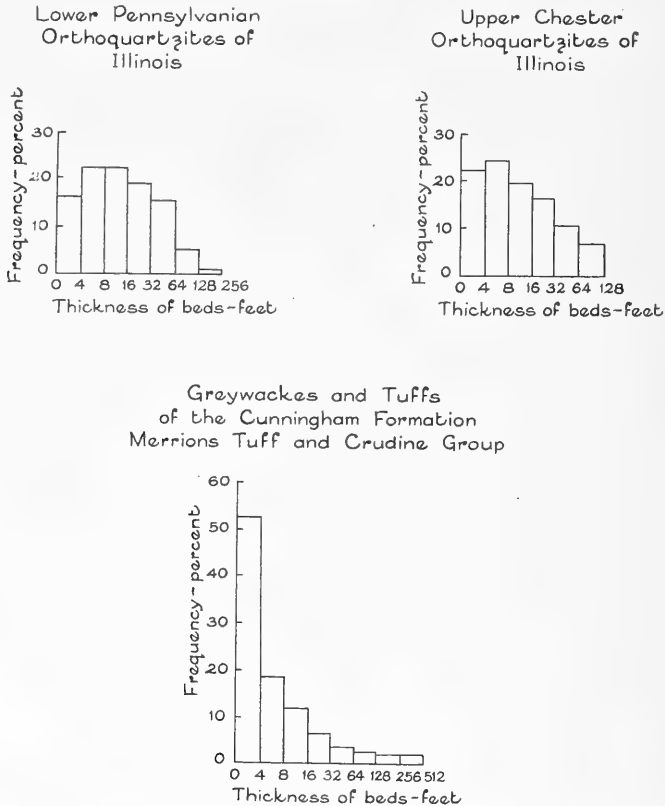 Lower Pennsylvanian
Orthoquartzites of
Illinois
Frequency-percent
30
20
10
0
0 4 8 16 32 64 128 256
Thickness of beds-feet
Upper Chester
Orthoquartzites of
Illinois
Frequency-percent
30
20
10
0
0 4 8 16 32 64 128
Thickness of beds-feet
Greywackes and Tuffs
of the Cunningham Formation
Merrions Tuff and Crudine Group
Frequency-percent
60
50
40
30
20
10
0
0 4 8 16 32 64 128 256 512
Thickness of beds-feet